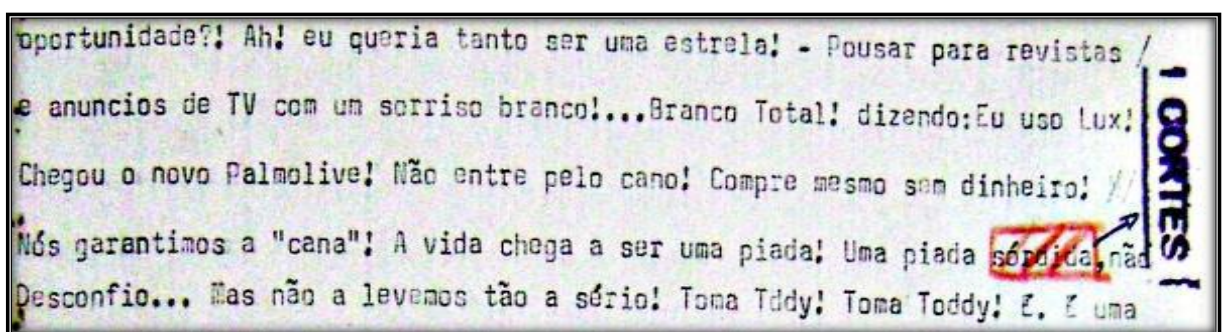 oportunidade?! Ah! eu queria tanto ser uma estrela! - Pousar para revistas /
e anuncios de TV com um sorriso branco!...Branco Total! dizendo:Eu uso Lux!
Chegou o novo Palmolive! Não entre pelo cano! Compre mesmo sem dinheiro! //
Nós garantimos a "cana"! A vida chega a ser uma piada! Uma piada sórdida,não
Desconfio... Mas não a levemos tão a sério! Toma Tddy! Toma Toddy! E. E uma
CORTES